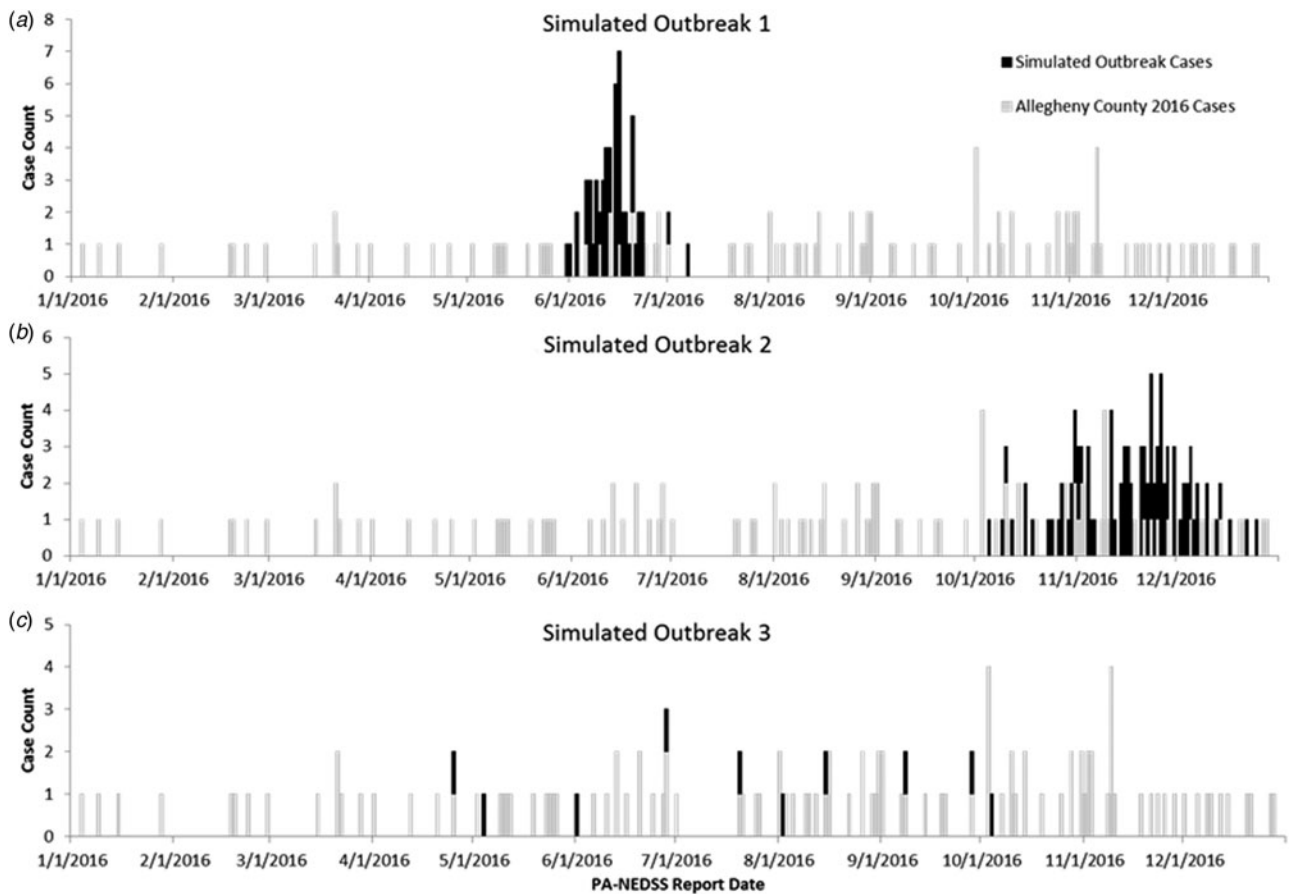 (a)
Simulated Outbreak 1
Case Count
8
7
6
5
4
3
2
1
0
Simulated Outbreak Cases
Allegheny County 2016 Cases
1/1/2016 2/1/2016 3/1/2016 4/1/2016 5/1/2016 6/1/2016 7/1/2016 8/1/2016 9/1/2016 10/1/2016 11/1/2016 12/1/2016
(b)
Simulated Outbreak 2
Case Count
6
5
4
3
2
1
0
1/1/2016 2/1/2016 3/1/2016 4/1/2016 5/1/2016 6/1/2016 7/1/2016 8/1/2016 9/1/2016 10/1/2016 11/1/2016 12/1/2016
(c)
Simulated Outbreak 3
Case Count
5
4
3
2
1
0
1/1/2016 2/1/2016 3/1/2016 4/1/2016 5/1/2016 6/1/2016 7/1/2016 8/1/2016 9/1/2016 10/1/2016 11/1/2016 12/1/2016
PA-NEDSS Report Date